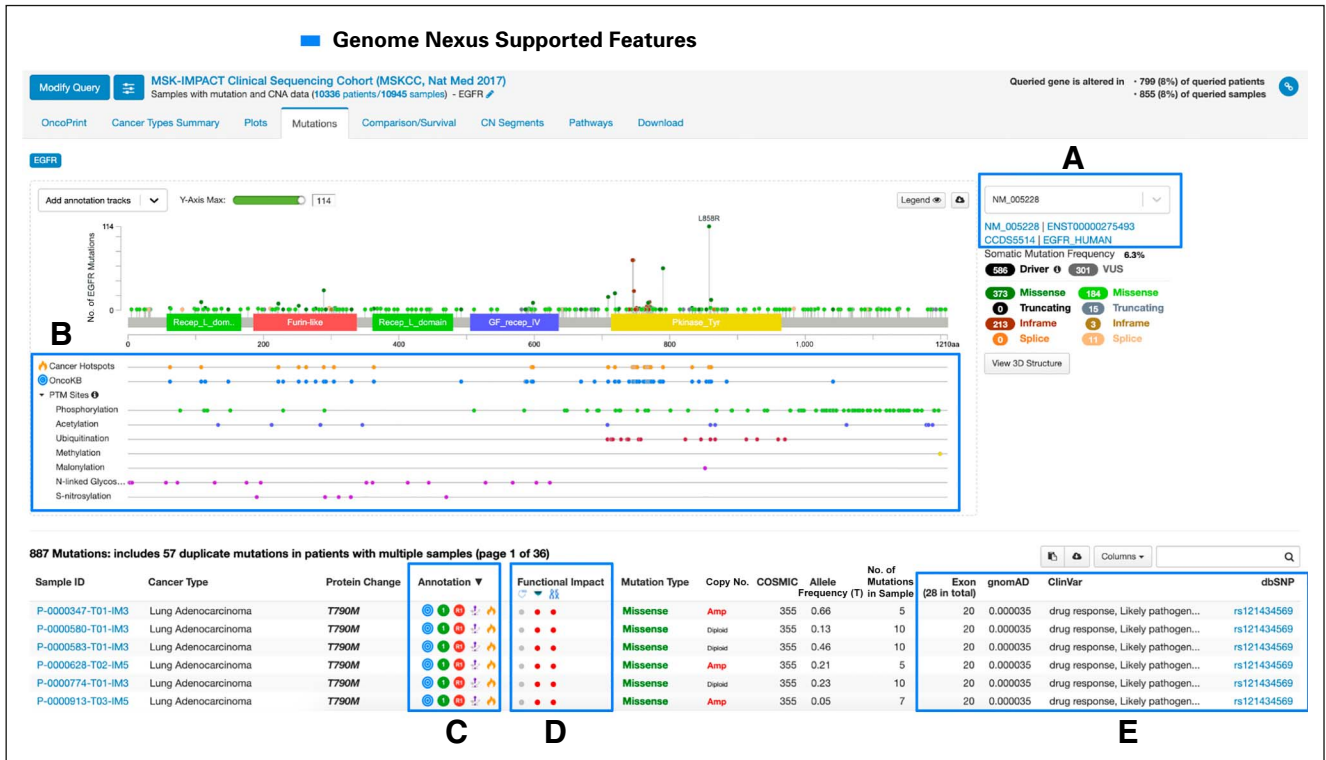 Genome Nexus Supported Features
Modify Query
MSK-IMPACT Clinical Sequencing Cohort (MSKCC, Nat Med 2017)
Samples with mutation and CNA data (10336 patients/10945 samples) - EGFR
Queried gene is altered in
· 799 (8%) of queried patients
· 855 (8%) of queried samples
OncoPrint Cancer Types Summary Plots Mutations Comparison/Survival CN Segments Pathways Download
EGFR
A
Add annotation tracks
Y-Axis Max: 114
Legend
NM_005228
NM_005228 | ENST00000275493
CCDS5514 | EGFR_HUMAN
Somatic Mutation Frequency 6.3%
586 Driver 301 VUS
373 Missense 184 Missense
0 Truncating 15 Truncating
213 Inframe 3 Inframe
0 Splice 11 Splice
View 3D Structure
L858R
114
No. of EGFR Mutations
0
Recep_L_dom.. Furin-like Recep_L_domain GF_recep_IV Pkinase_Tyr
0 200 400 600 800 1,000 1210aa
B
Cancer Hotspots
OncoKB
PTM Sites
Phosphorylation
Acetylation
Ubiquitination
Methylation
Malonylation
N-linked Glycos...
S-nitrosylation
887 Mutations: includes 57 duplicate mutations in patients with multiple samples (page 1 of 36)
Columns
Sample ID Cancer Type Protein Change Annotation ▼ Functional Impact Mutation Type Copy No. COSMIC Allele Frequency (T) No. of Mutations in Sample Exon (28 in total) gnomAD ClinVar dbSNP
P-0000347-T01-IM3 Lung Adenocarcinoma T790M 1 R1 Missense Amp 355 0.66 5 20 0.000035 drug response, Likely pathogen... rs121434569
P-0000580-T01-IM3 Lung Adenocarcinoma T790M 1 R1 Missense Diploid 355 0.13 10 20 0.000035 drug response, Likely pathogen... rs121434569
P-0000583-T01-IM3 Lung Adenocarcinoma T790M 1 R1 Missense Diploid 355 0.46 10 20 0.000035 drug response, Likely pathogen... rs121434569
P-0000628-T02-IM5 Lung Adenocarcinoma T790M 1 R1 Missense Amp 355 0.21 5 20 0.000035 drug response, Likely pathogen... rs121434569
P-0000774-T01-IM3 Lung Adenocarcinoma T790M 1 R1 Missense Diploid 355 0.23 10 20 0.000035 drug response, Likely pathogen... rs121434569
P-0000913-T03-IM5 Lung Adenocarcinoma T790M 1 R1 Missense Amp 355 0.05 7 20 0.000035 drug response, Likely pathogen... rs121434569
C D E